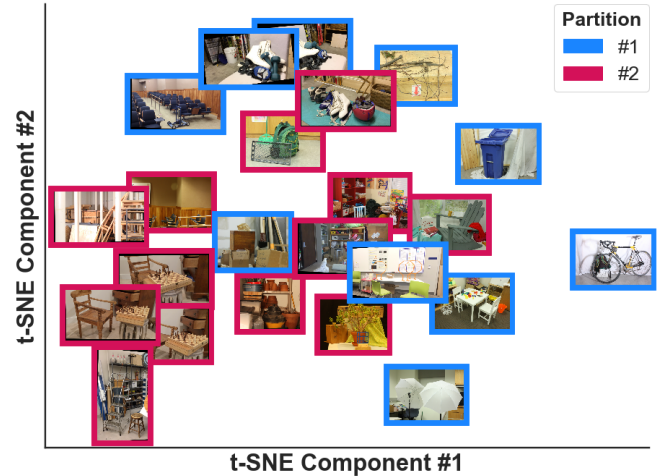 Partition
#1
#2
t-SNE Component #2
t-SNE Component #1